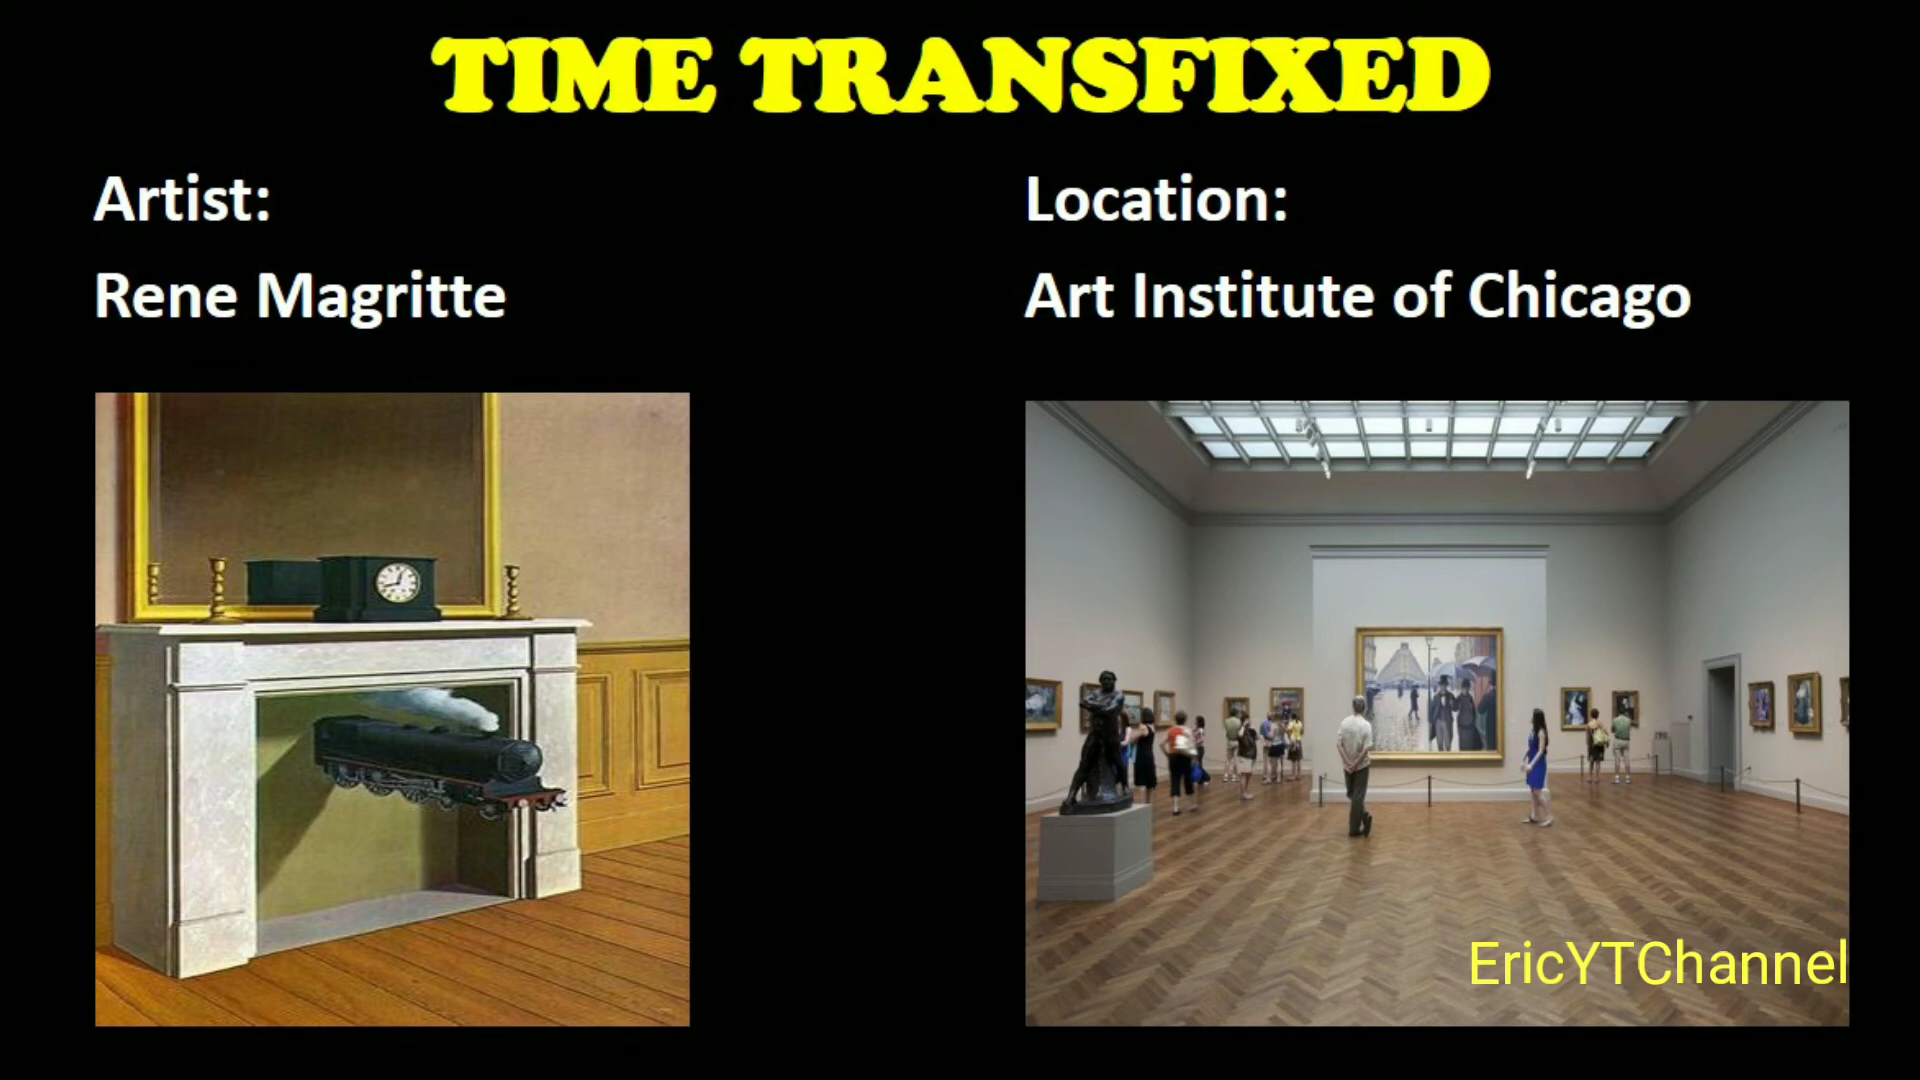 TIME TRANSFIXED
Artist:
Rene Magritte
Location:
Art Institute of Chicago
EricYTChannel